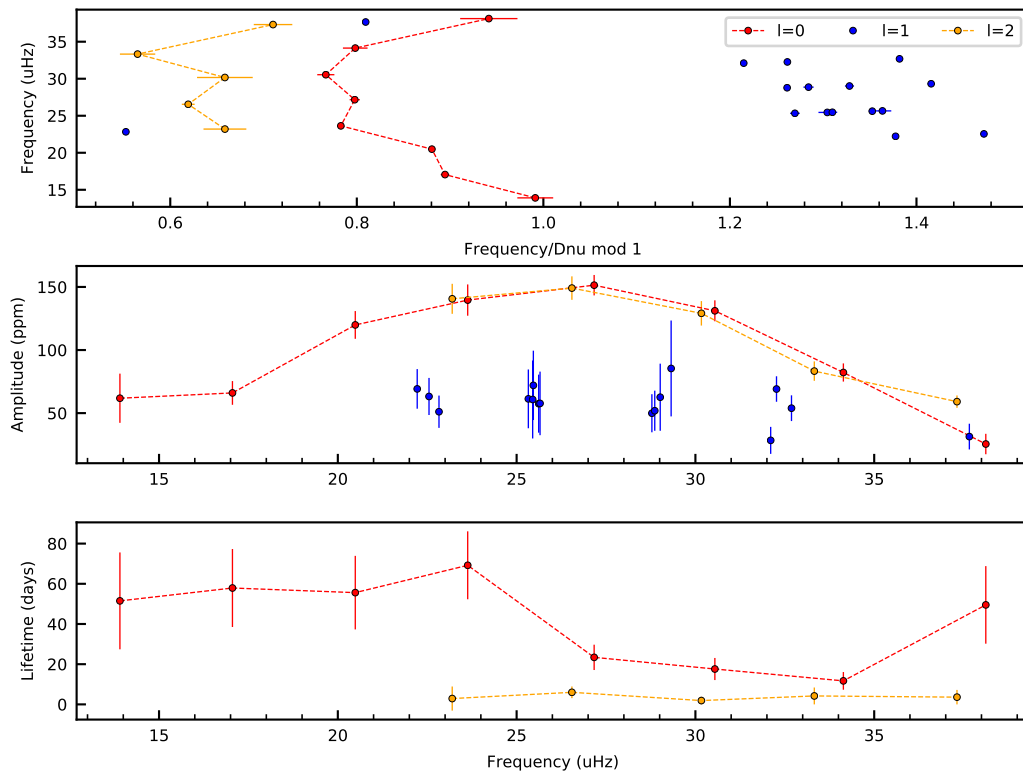 l=0 l=1 l=2
35
30
25
20
15
Frequency (uHz)
0.6 0.8 1.0 1.2 1.4
Frequency/Dnu mod 1
150
100
50
Amplitude (ppm)
15 20 25 30 35
80
60
40
20
0
Lifetime (days)
15 20 25 30 35
Frequency (uHz)